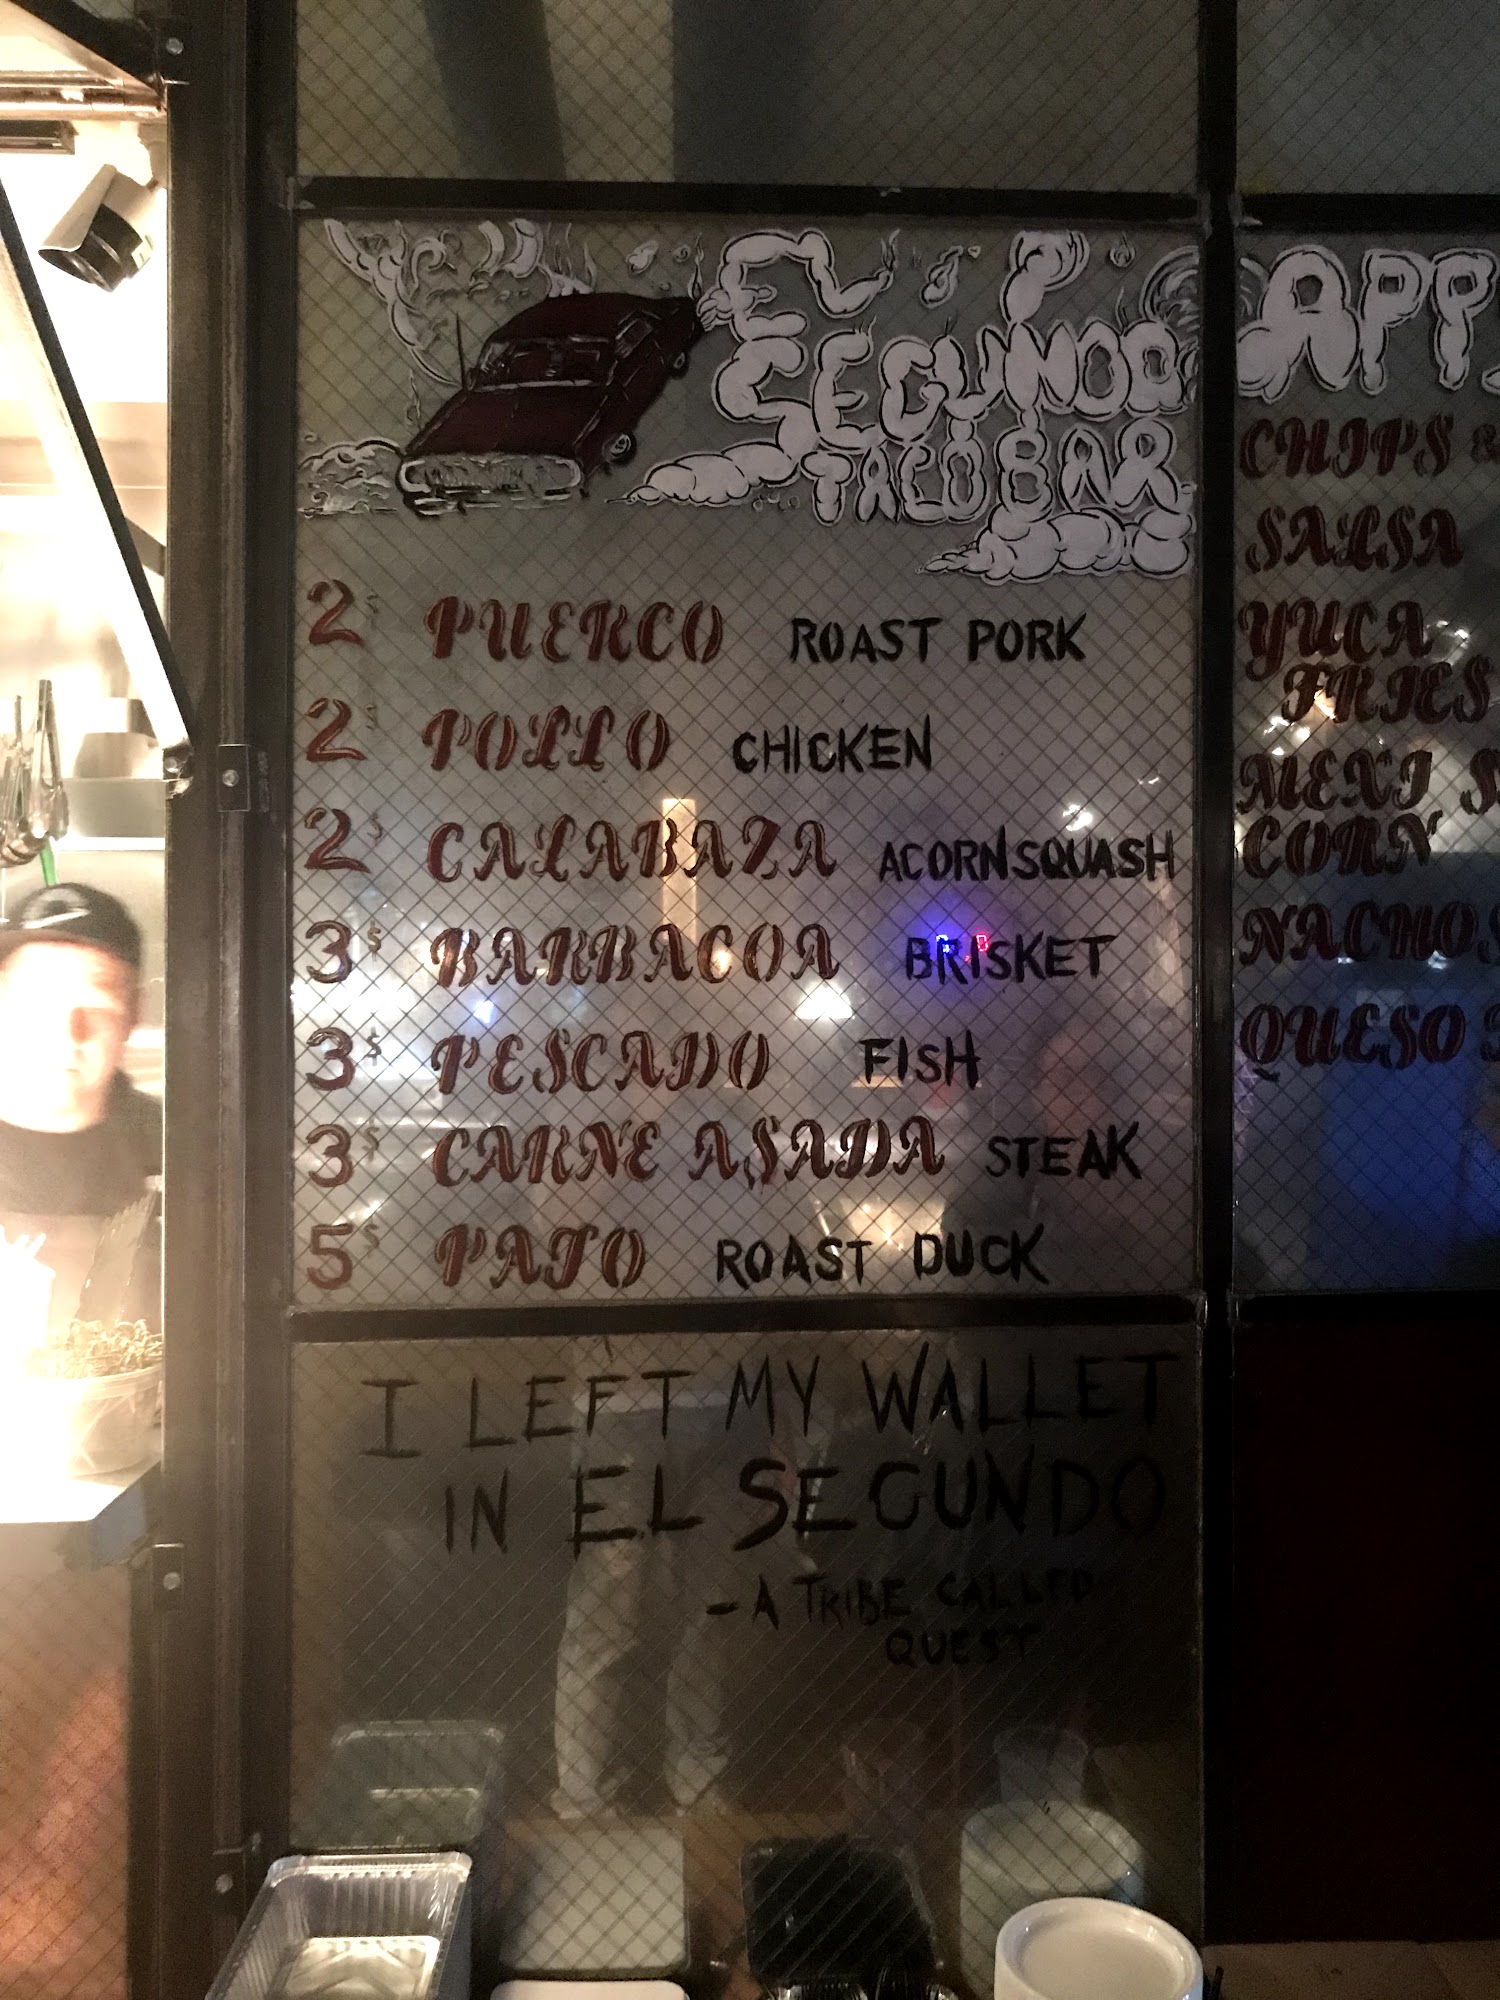 EL
SEGUNDO
TACO BAR
2$ PUERCO ROAST PORK
2$ POLLO CHICKEN
2$ CALABAZA ACORN SQUASH
3$ BARBACOA BRISKET
3$ PESCADO FISH
3$ CARNE ASADA STEAK
5$ PATO ROAST DUCK
I LEFT MY WALLET
IN EL SEGUNDO
- A TRIBE CALLED
QUEST
APP
CHIPS &
SALSA
YUCA
FRIES
MEXI S
CORN
NACHOS
QUESO